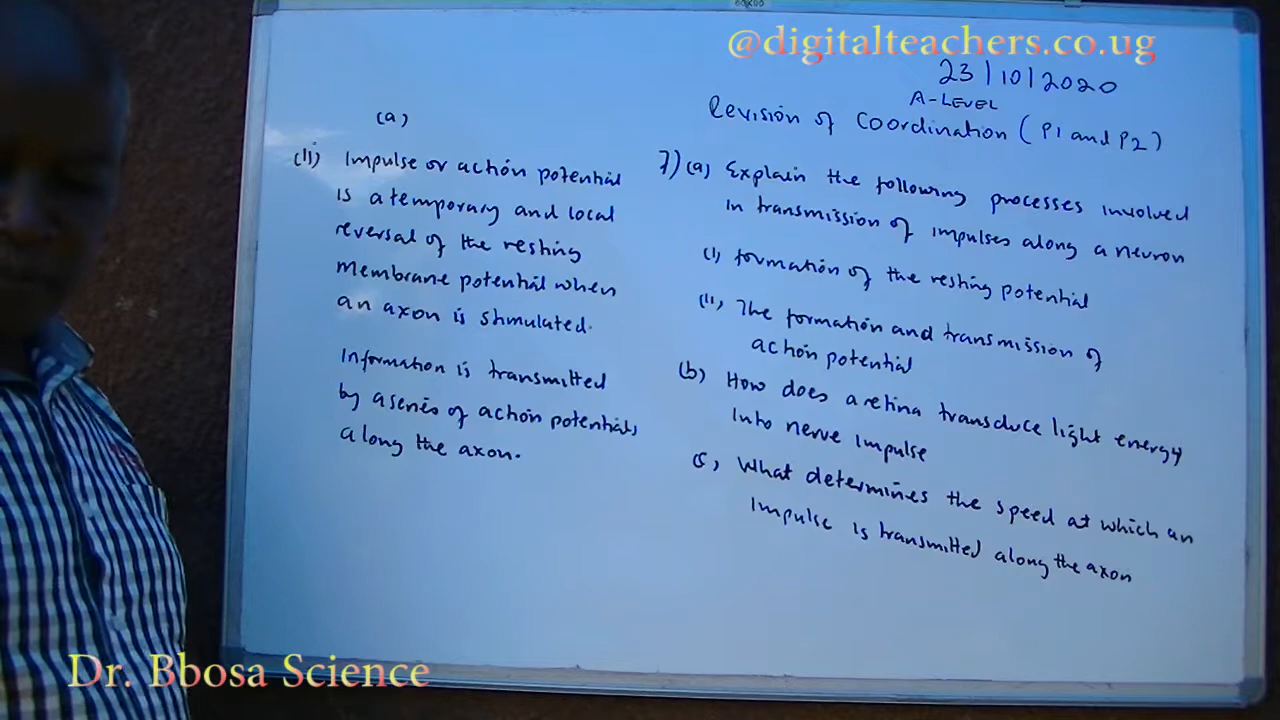 @digitalteachers.co.ug
23/10/2020
A-LEVEL
Revision of Coordination (P1 and P2)
(a)
(ii) Impulse or action potential
is a temporary and local
reversal of the resting
membrane potential when
an axon is stimulated.
Information is transmitted
by a series of action potentials
along the axon.
7) (a) Explain the following processes involved
in transmission of impulses along a neuron
(i) formation of the resting potential
(ii) The formation and transmission of
action potential
(b) How does a retina transduce light energy
into nerve impulse
(c) What determines the speed at which an
impulse is transmitted along the axon
Dr. Bbosa Science